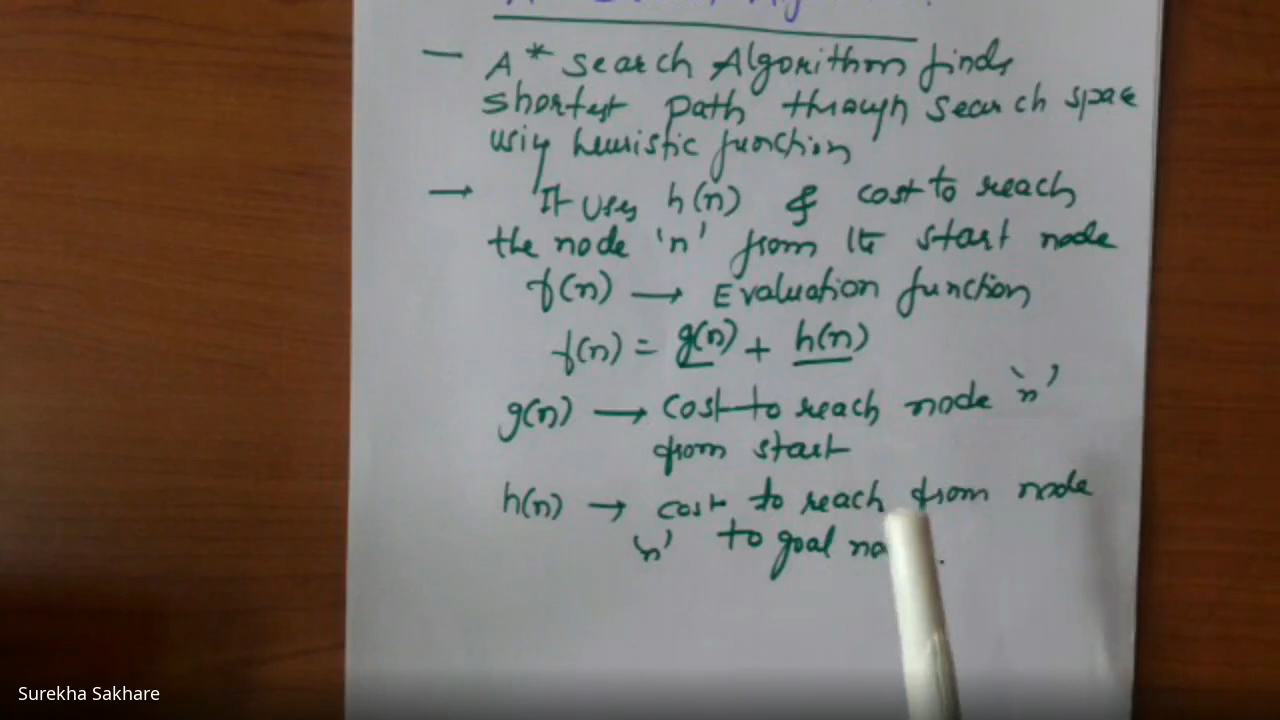 — A* search Algorithm finds
shortest path through search space
using heuristic function
→ It uses h(n) & cost to reach
the node 'n' from its start node
f(n) → Evaluation function
f(n) = g(n) + h(n)
g(n) → cost to reach node 'n'
from start
h(n) → cost to reach from node
'n' to goal
Surekha Sakhare